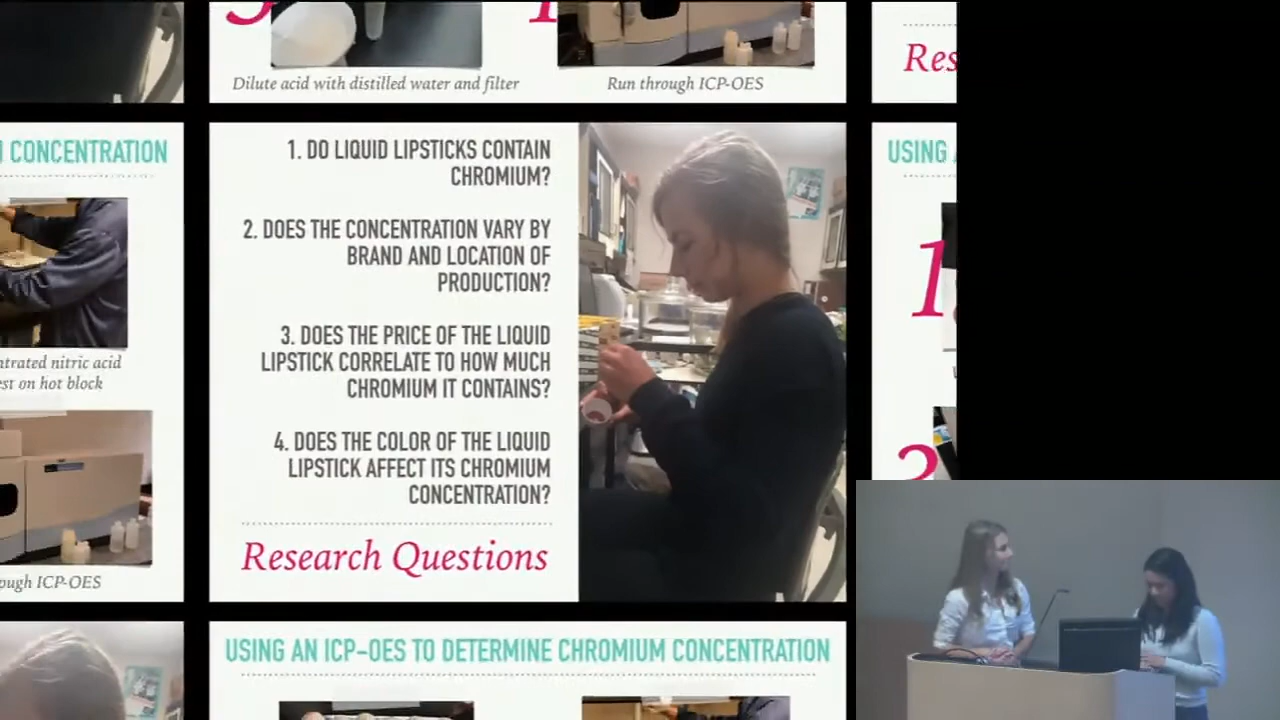 Dilute acid with distilled water and filter
Run through ICP-OES
Res
CONCENTRATION
1. DO LIQUID LIPSTICKS CONTAIN
CHROMIUM?
2. DOES THE CONCENTRATION VARY BY
BRAND AND LOCATION OF
PRODUCTION?
3. DOES THE PRICE OF THE LIQUID
LIPSTICK CORRELATE TO HOW MUCH
CHROMIUM IT CONTAINS?
4. DOES THE COLOR OF THE LIQUID
LIPSTICK AFFECT ITS CHROMIUM
CONCENTRATION?
Research Questions
USING
1
ntrated nitric acid
est on hot block
ough ICP-OES
USING AN ICP-OES TO DETERMINE CHROMIUM CONCENTRATION